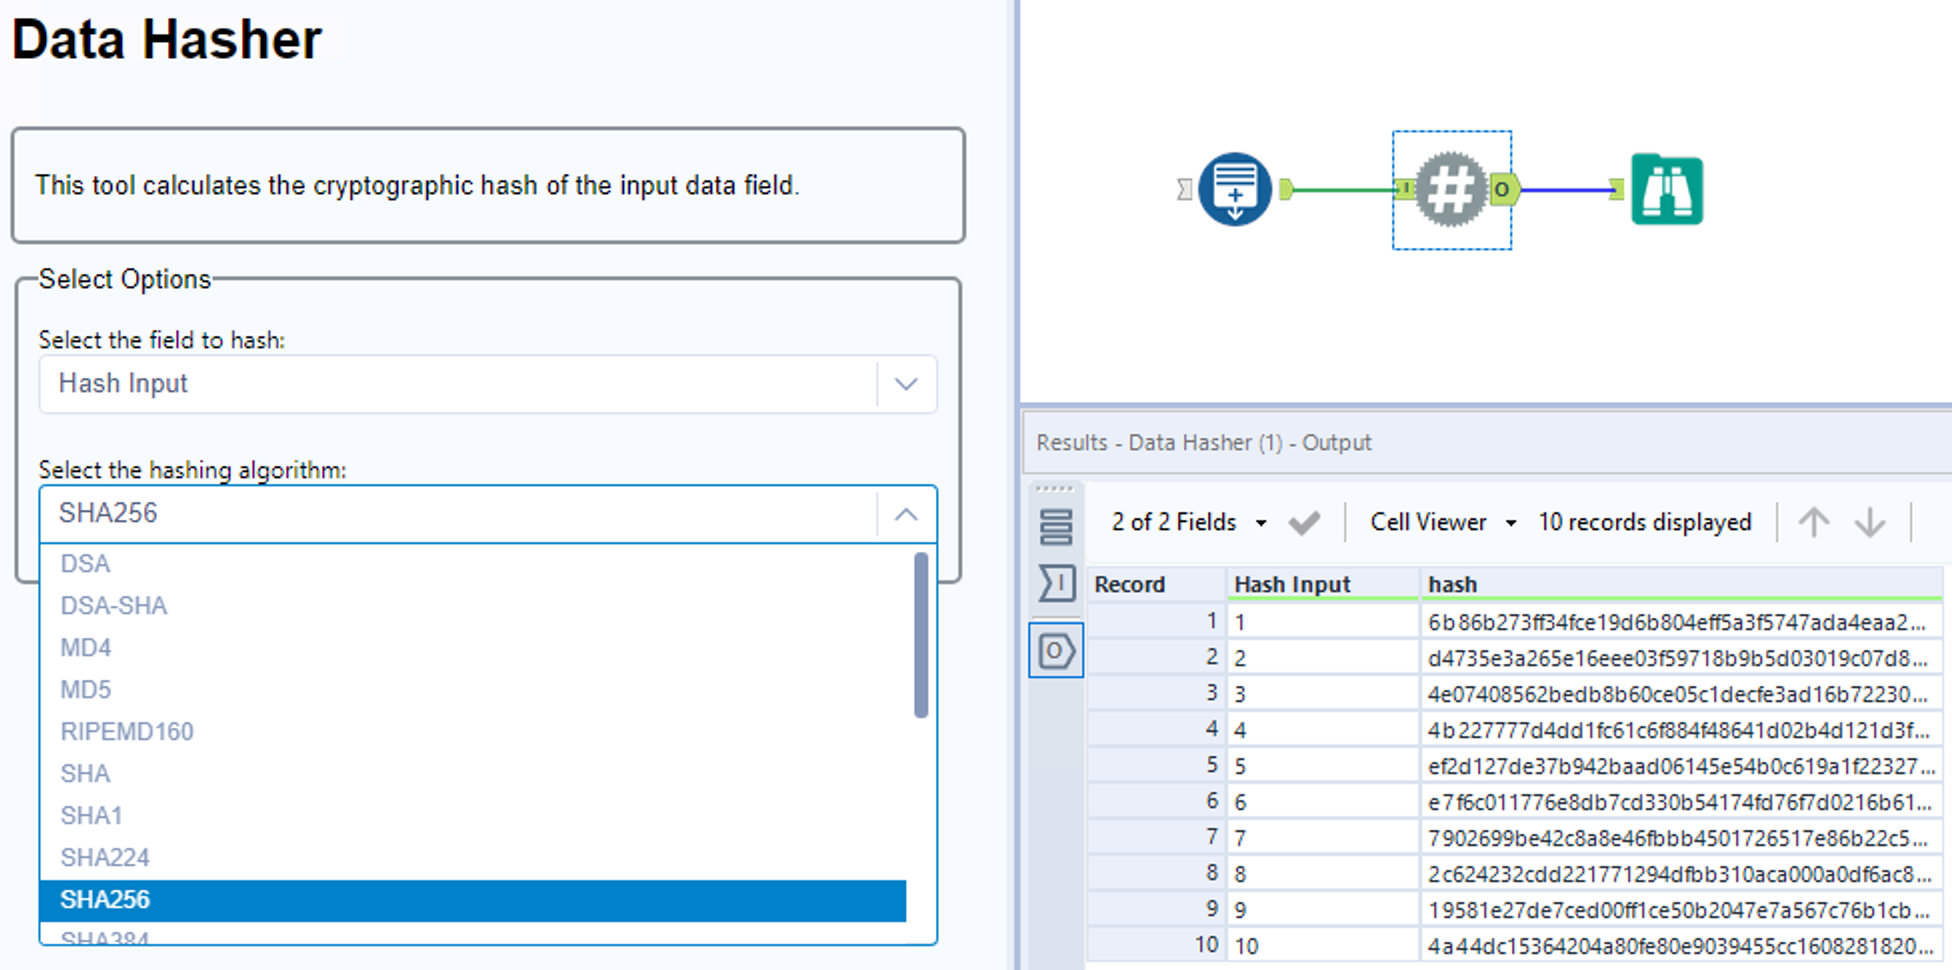 Data Hasher
This tool calculates the cryptographic hash of the input data field.
Select Options
Select the field to hash:
Hash Input
Select the hashing algorithm:
SHA256
DSA
DSA-SHA
MD4
MD5
RIPEMD160
SHA
SHA1
SHA224
SHA256
SHA384
I # O
Results - Data Hasher (1) - Output
2 of 2 Fields Cell Viewer 10 records displayed
I
O
Record Hash Input hash
1 1 6b86b273ff34fce19d6b804eff5a3f5747ada4eaa2...
2 2 d4735e3a265e16eee03f59718b9b5d03019c07d8...
3 3 4e07408562bedb8b60ce05c1decfe3ad16b72230...
4 4 4b227777d4dd1fc61c6f884f48641d02b4d121d3f...
5 5 ef2d127de37b942baad06145e54b0c619a1f22327...
6 6 e7f6c011776e8db7cd330b54174fd76f7d0216b61...
7 7 7902699be42c8a8e46fbbb4501726517e86b22c5...
8 8 2c624232cdd221771294dfbb310aca000a0df6ac8...
9 9 19581e27de7ced00ff1ce50b2047e7a567c76b1cb...
10 10 4a44dc15364204a80fe80e9039455cc1608281820...